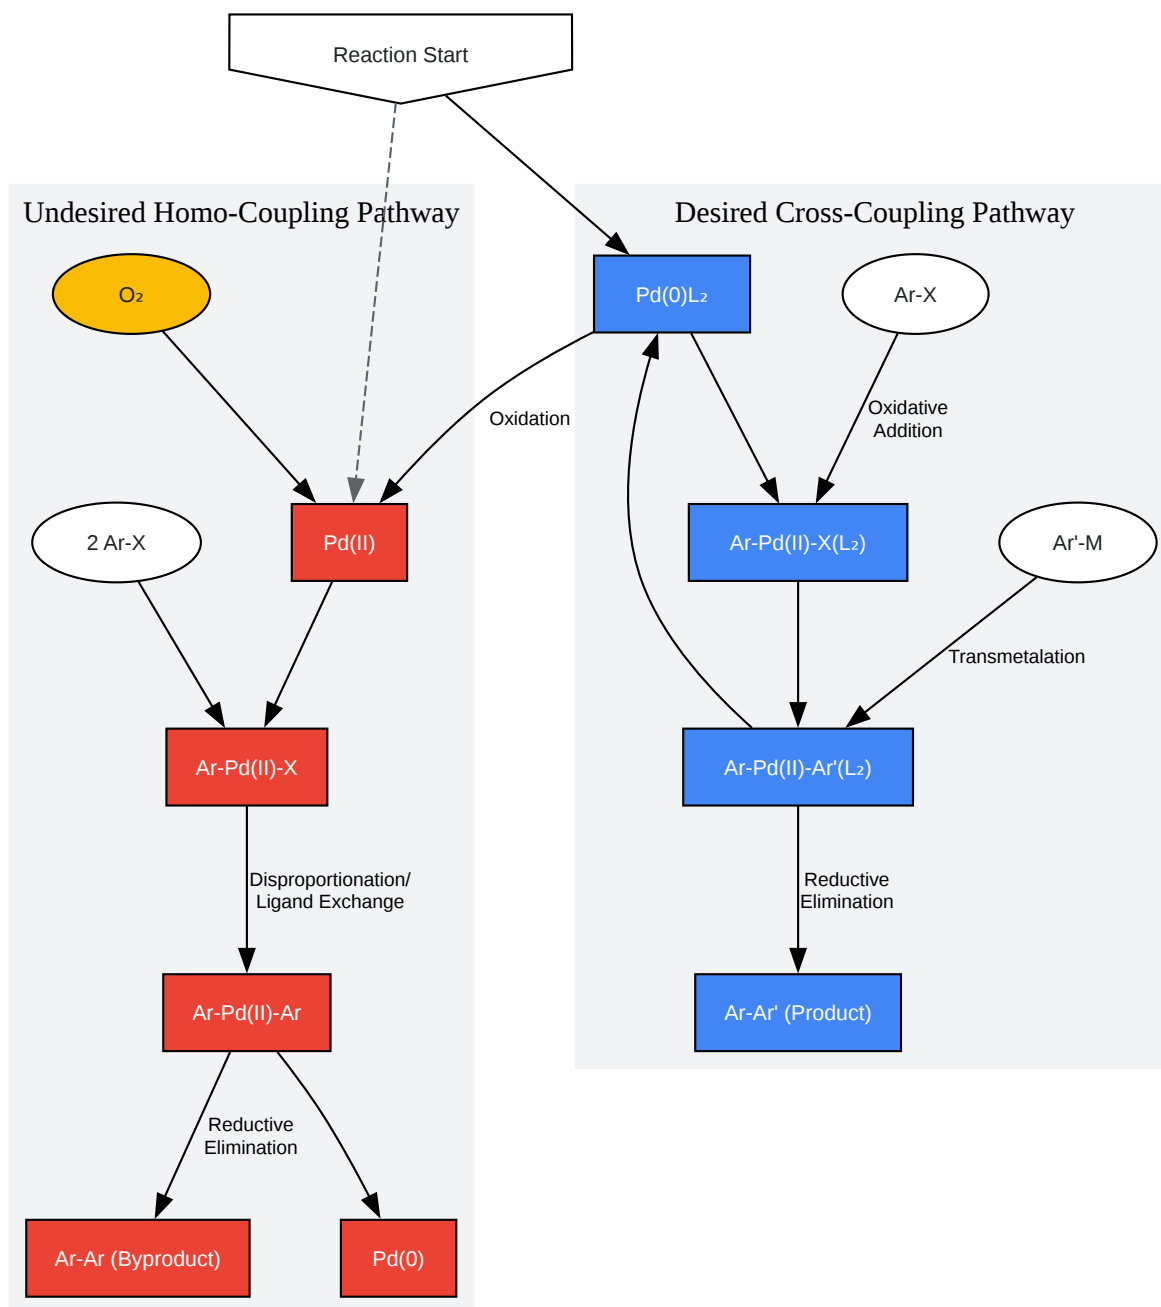 Reaction Start
Undesired Homo-Coupling Pathway
Desired Cross-Coupling Pathway
O₂
Pd(0)L₂
Ar-X
Oxidation
Oxidative
Addition
2 Ar-X
Pd(II)
Ar-Pd(II)-X(L₂)
Ar'-M
Transmetalation
Ar-Pd(II)-X
Ar-Pd(II)-Ar'(L₂)
Disproportionation/
Ligand Exchange
Reductive
Elimination
Ar-Pd(II)-Ar
Ar-Ar' (Product)
Reductive
Elimination
Ar-Ar (Byproduct)
Pd(0)